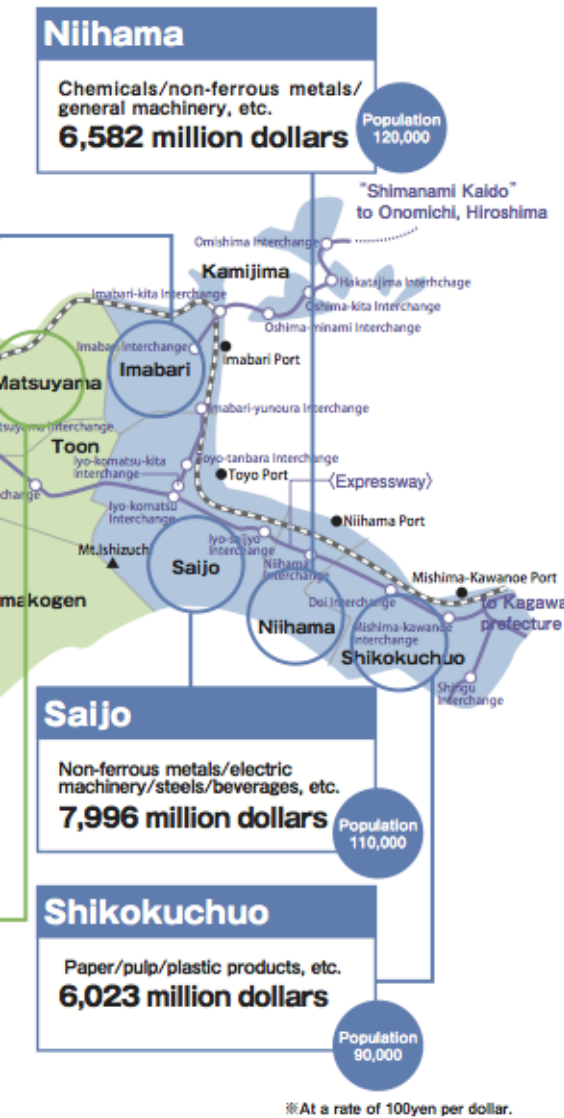 Niihama
Chemicals/non-ferrous metals/
general machinery, etc.
6,582 million dollars
Population
120,000
"Shimanami Kaido"
to Onomichi, Hiroshima
Omishima Interchange
Kamijima
Hakatajima Interhchage
Imabari-kita Interchange
Oshima-kita Interchange
Oshima-minami Interchange
Imabari Interchange
Imabari Port
Matsuyama
Imabari
Imabari-yunoura Interchange
Interchange
Toon
Toyo-tanbara Interchange
Iyo-komatsu-kita
interchange
Toyo Port
〈Expressway〉
change
Iyo-komatsu
Interchange
Niihama Port
Iyo-saijyo
Interchange
Mt.Ishizuch
Saijo
Niihama
Interchange
Mishima-Kawanoe Port
Doi Interchange
to Kagawa
prefecture
makogen
Niihama
Mishima-kawanoe
interchange
Shikokuchuo
Shingu
Interchange
Saijo
Non-ferrous metals/electric
machinery/steels/beverages, etc.
7,996 million dollars
Population
110,000
Shikokuchuo
Paper/pulp/plastic products, etc.
6,023 million dollars
Population
90,000
※At a rate of 100yen per dollar.